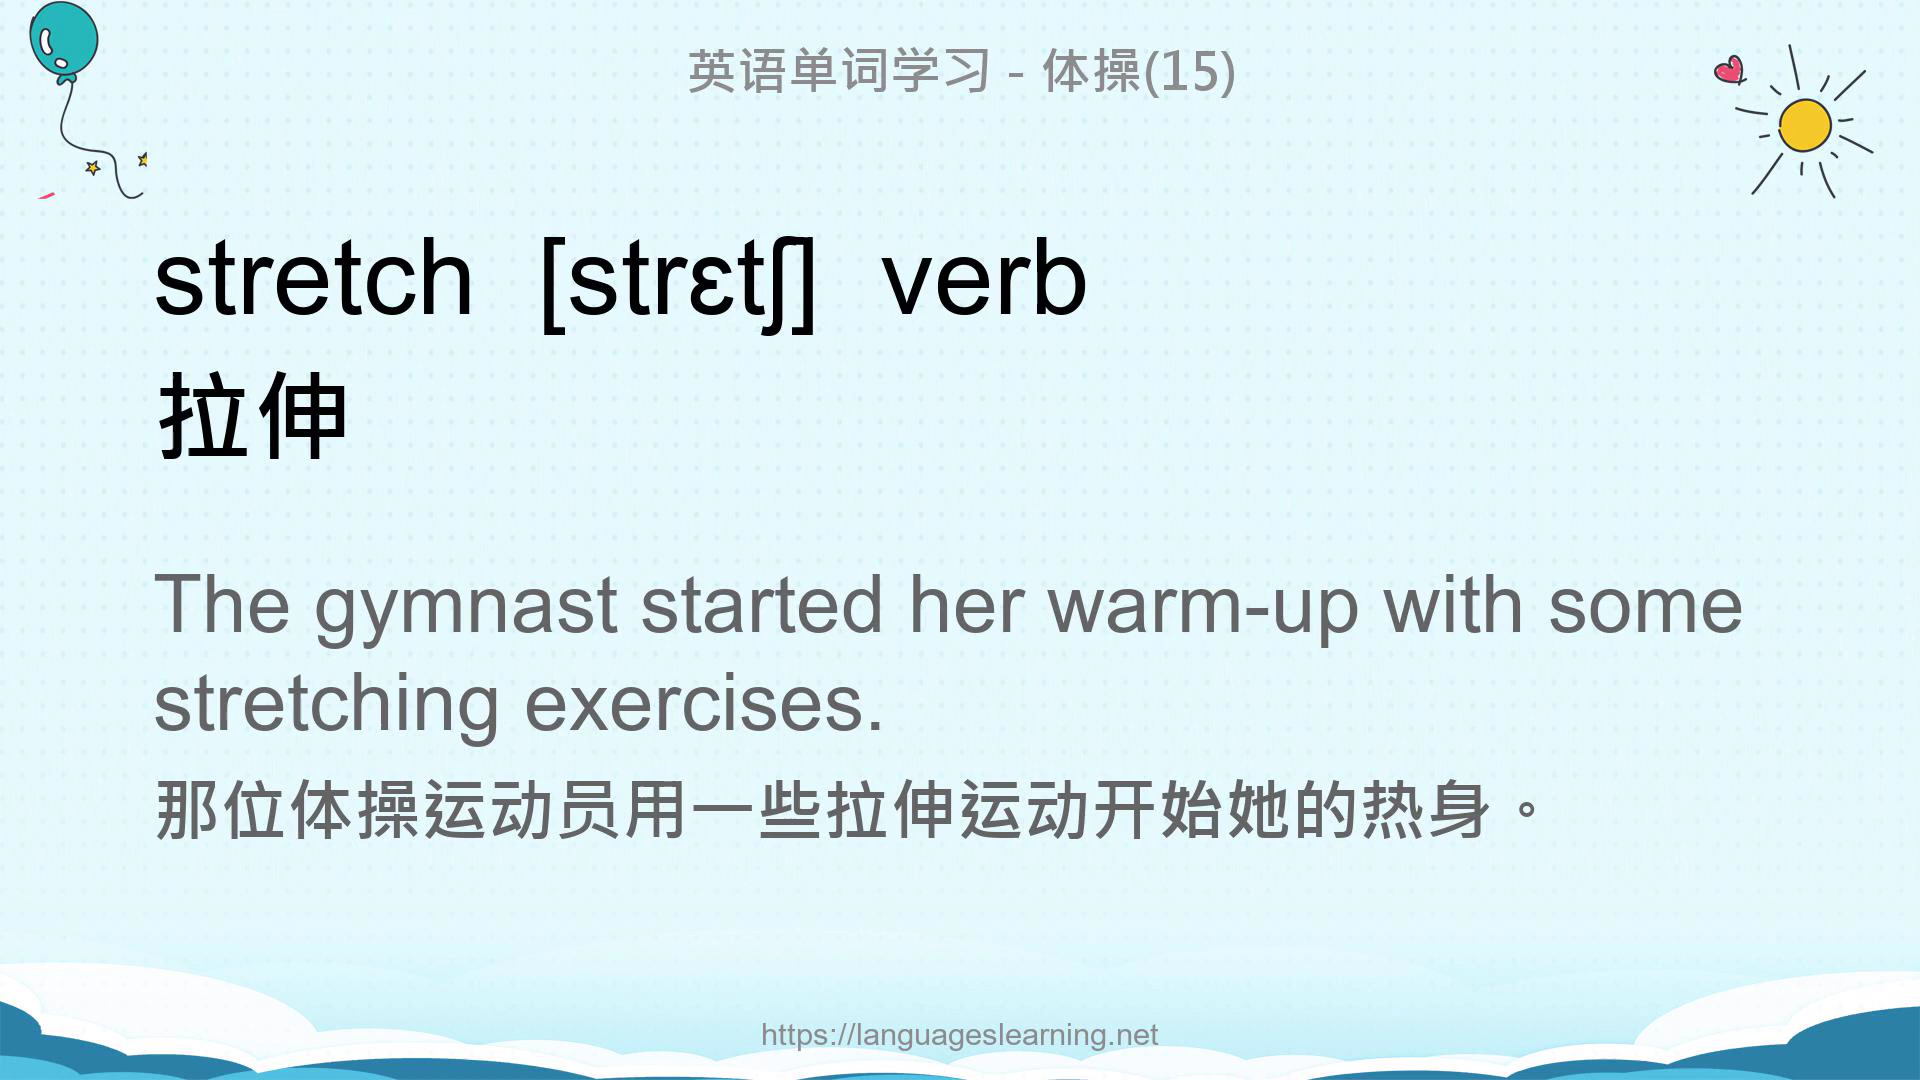 英语单词学习 - 体操(15)
stretch [strɛtʃ] verb
拉伸
The gymnast started her warm-up with some
stretching exercises.
那位体操运动员用一些拉伸运动开始她的热身。
https://languageslearning.net